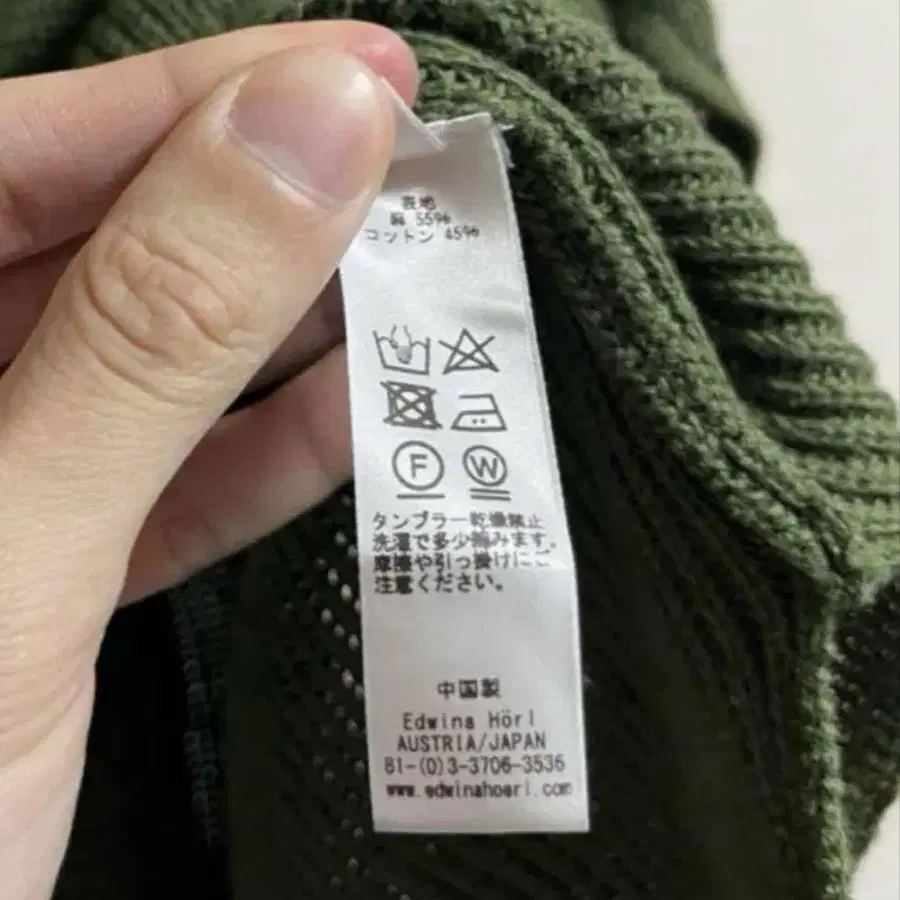 表地
麻 55%
コットン 45%
F
W
タンブラー乾燥禁止
洗濯で多少縮みます。
摩擦や引っ掛けにご
注意ください。
中国製
Edwina Hörl
AUSTRIA/JAPAN
81-(0)3-3706-3536
www.edwinahoerl.com